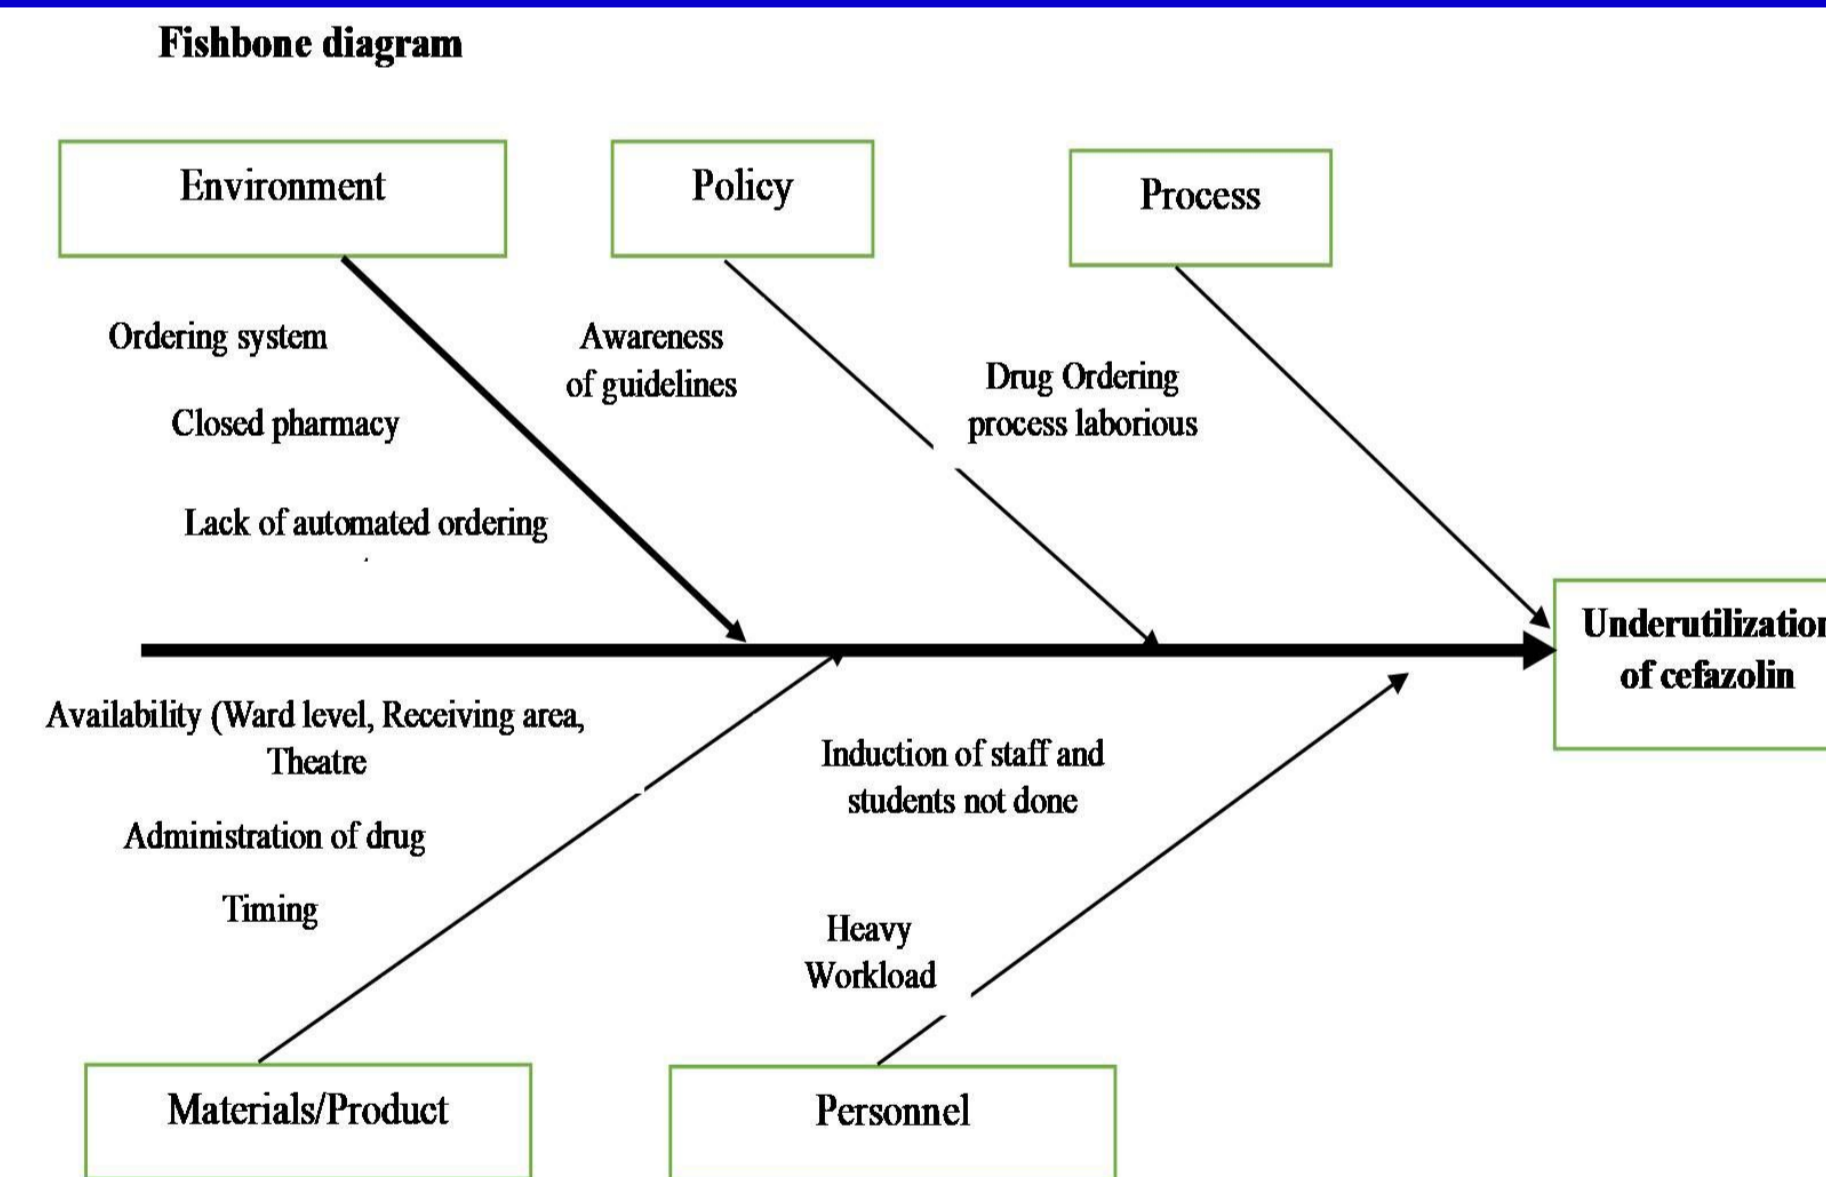 Fishbone diagram
Environment
Policy
Process
Ordering system
Closed pharmacy
Lack of automated ordering
Awareness
of guidelines
Drug Ordering
process laborious
Underutilization
of cefazolin
Availability (Ward level, Receiving area,
Theatre
Administration of drug
Timing
Induction of staff and
students not done
Heavy
Workload
Materials/Product
Personnel